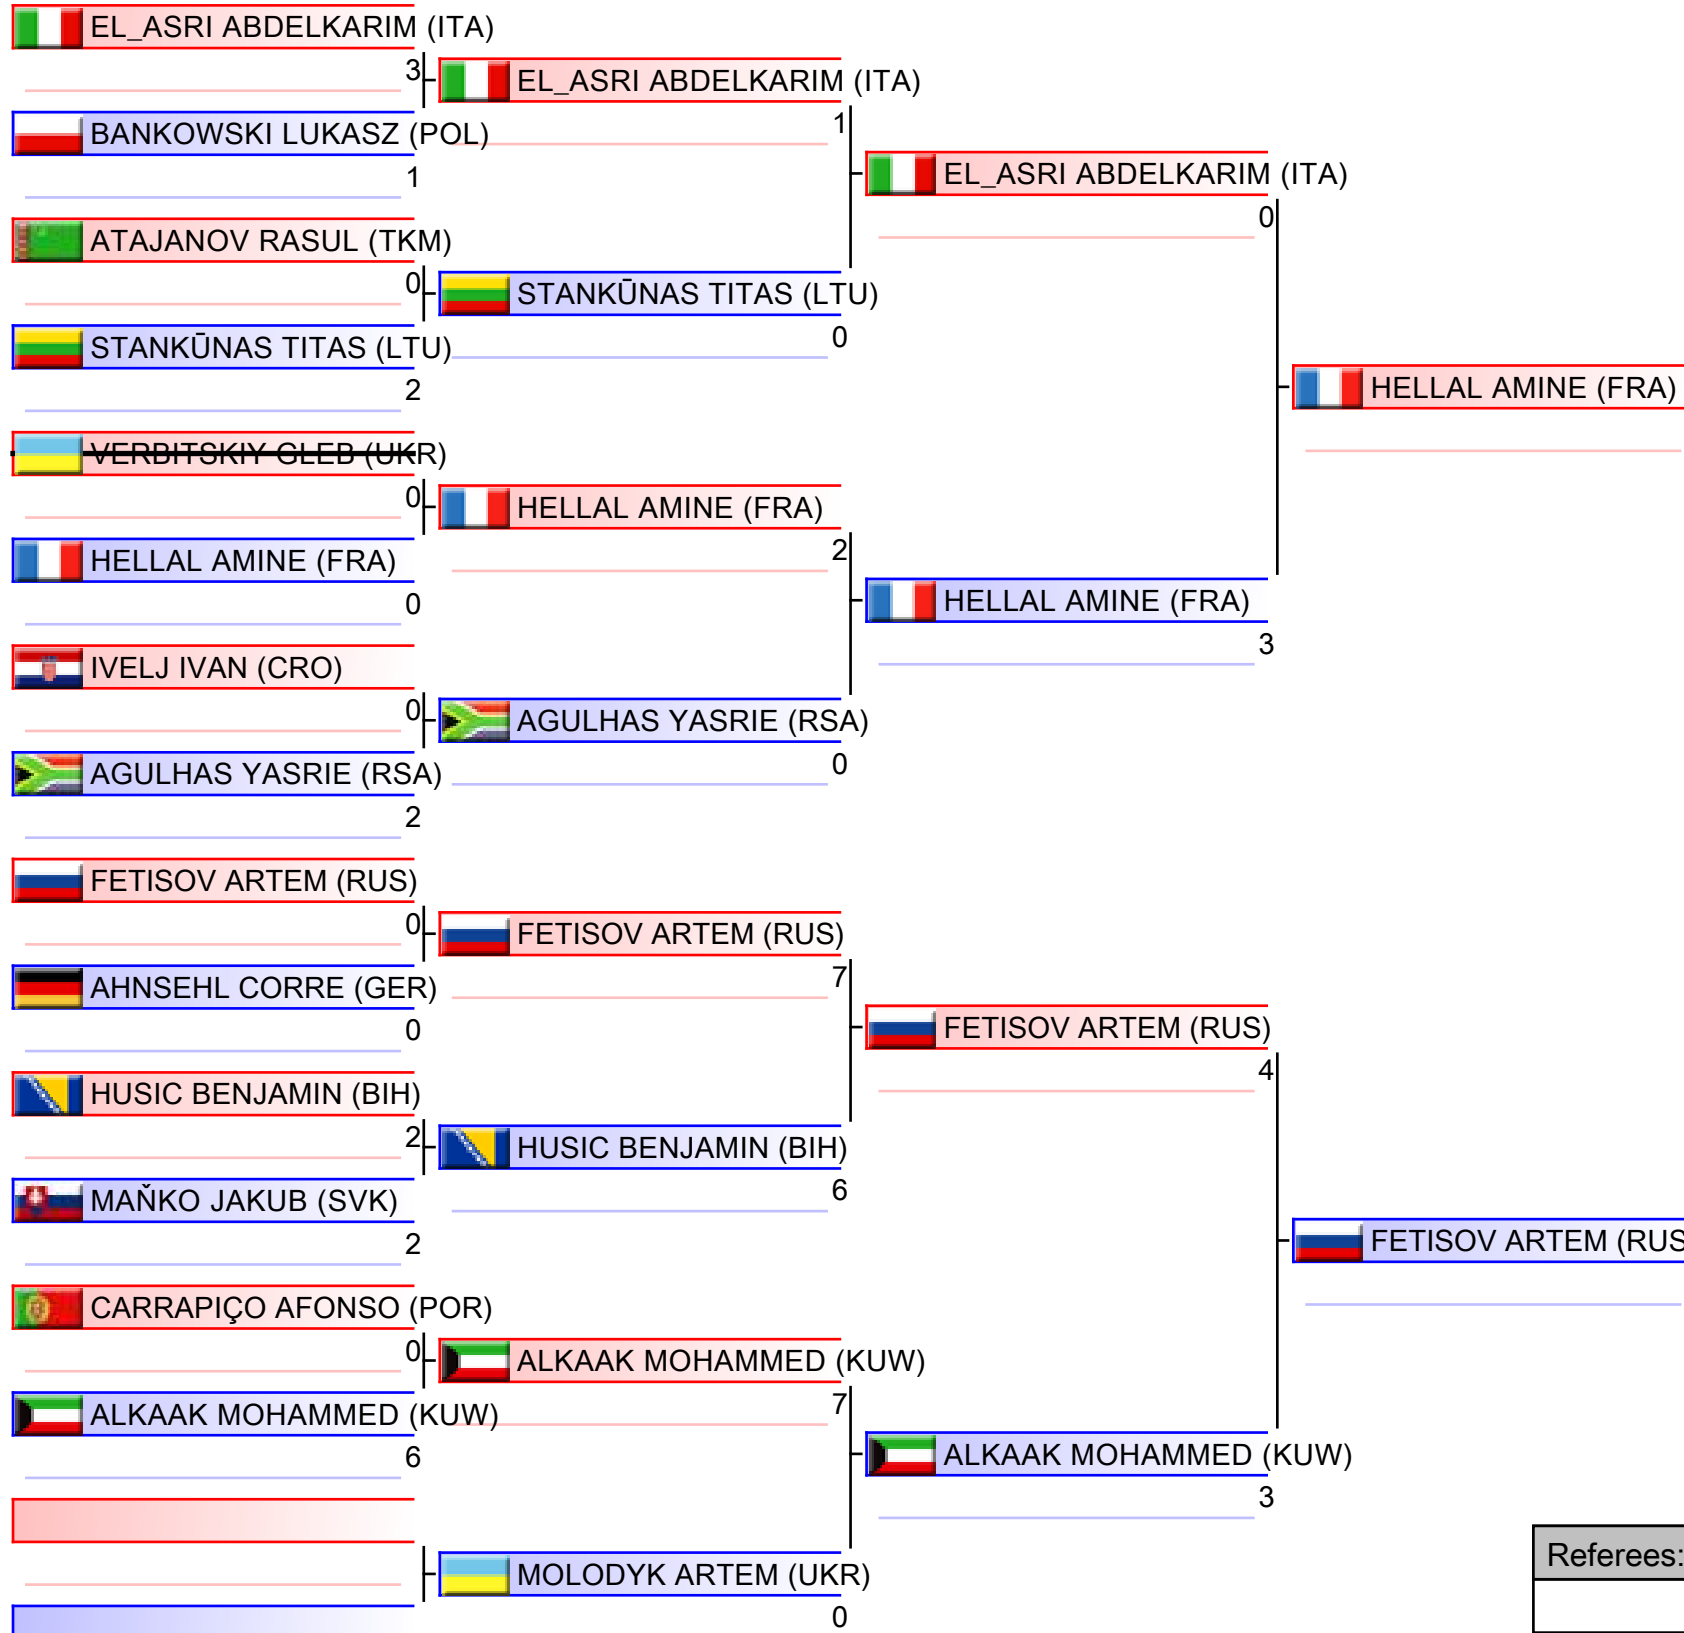 EL_ASRI ABDELKARIM (ITA)
3
EL_ASRI ABDELKARIM (ITA)
BANKOWSKI LUKASZ (POL)
1
1
EL_ASRI ABDELKARIM (ITA)
0
ATAJANOV RASUL (TKM)
0
STANKŪNAS TITAS (LTU)
0
STANKŪNAS TITAS (LTU)
2
HELLAL AMINE (FRA)
VERBITSKIY GLEB (UKR)
0
HELLAL AMINE (FRA)
2
HELLAL AMINE (FRA)
0
HELLAL AMINE (FRA)
3
IVELJ IVAN (CRO)
0
AGULHAS YASRIE (RSA)
0
AGULHAS YASRIE (RSA)
2
FETISOV ARTEM (RUS)
0
FETISOV ARTEM (RUS)
7
AHNSEHL CORRE (GER)
0
FETISOV ARTEM (RUS)
4
HUSIC BENJAMIN (BIH)
2
HUSIC BENJAMIN (BIH)
6
MAŇKO JAKUB (SVK)
2
FETISOV ARTEM (RUS
CARRAPIÇO AFONSO (POR)
0
ALKAAK MOHAMMED (KUW)
7
ALKAAK MOHAMMED (KUW)
6
ALKAAK MOHAMMED (KUW)
3
MOLODYK ARTEM (UKR)
0
Referees: